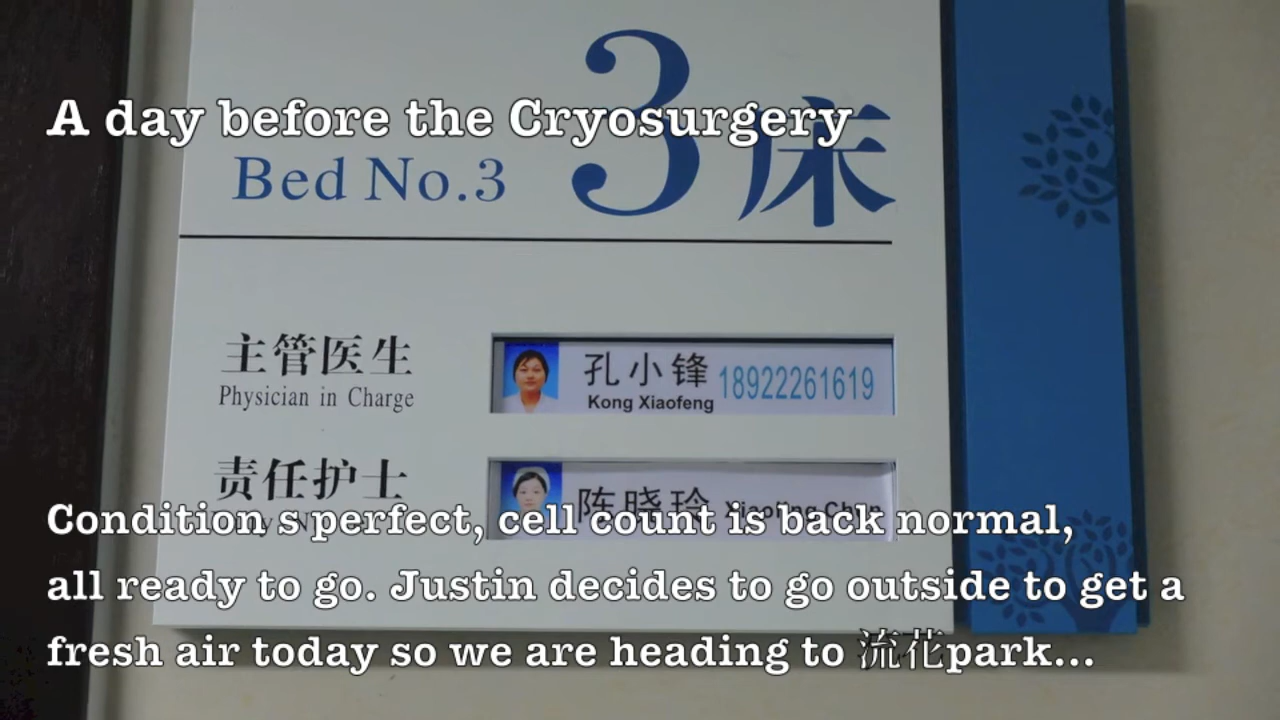 A day before the Cryosurgery
Bed No.3
3床
主管医生
Physician in Charge
孔小锋
Kong Xiaofeng
18922261619
责任护士
陈晓玲
Condition s perfect, cell count is back normal,
all ready to go. Justin decides to go outside to get a
fresh air today so we are heading to 流花park...